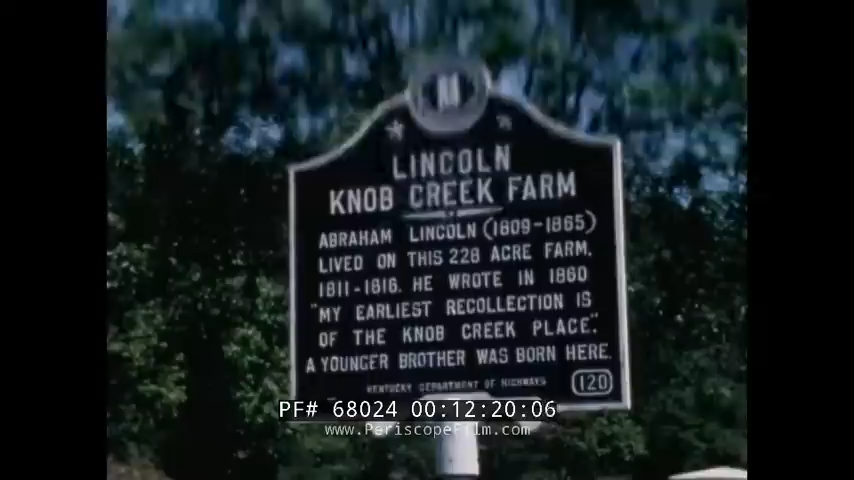 LINCOLN
KNOB CREEK FARM
ABRAHAM LINCOLN (1809-1865)
LIVED ON THIS 228 ACRE FARM,
1811-1816. HE WROTE IN 1860
"MY EARLIEST RECOLLECTION IS
OF THE KNOB CREEK PLACE".
A YOUNGER BROTHER WAS BORN HERE.
KENTUCKY DEPARTMENT OF HIGHWAYS
120
PF# 68024 00:12:20:06
www.PeriscopeFilm.com